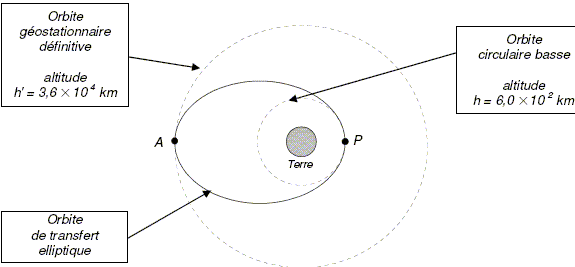 Orbite
géostationnaire
définitive
altitude
h' = 3,6 × 10⁴ km
Orbite
circulaire basse
altitude
h = 6,0 × 10² km
A
P
Terre
Orbite
de transfert
elliptique